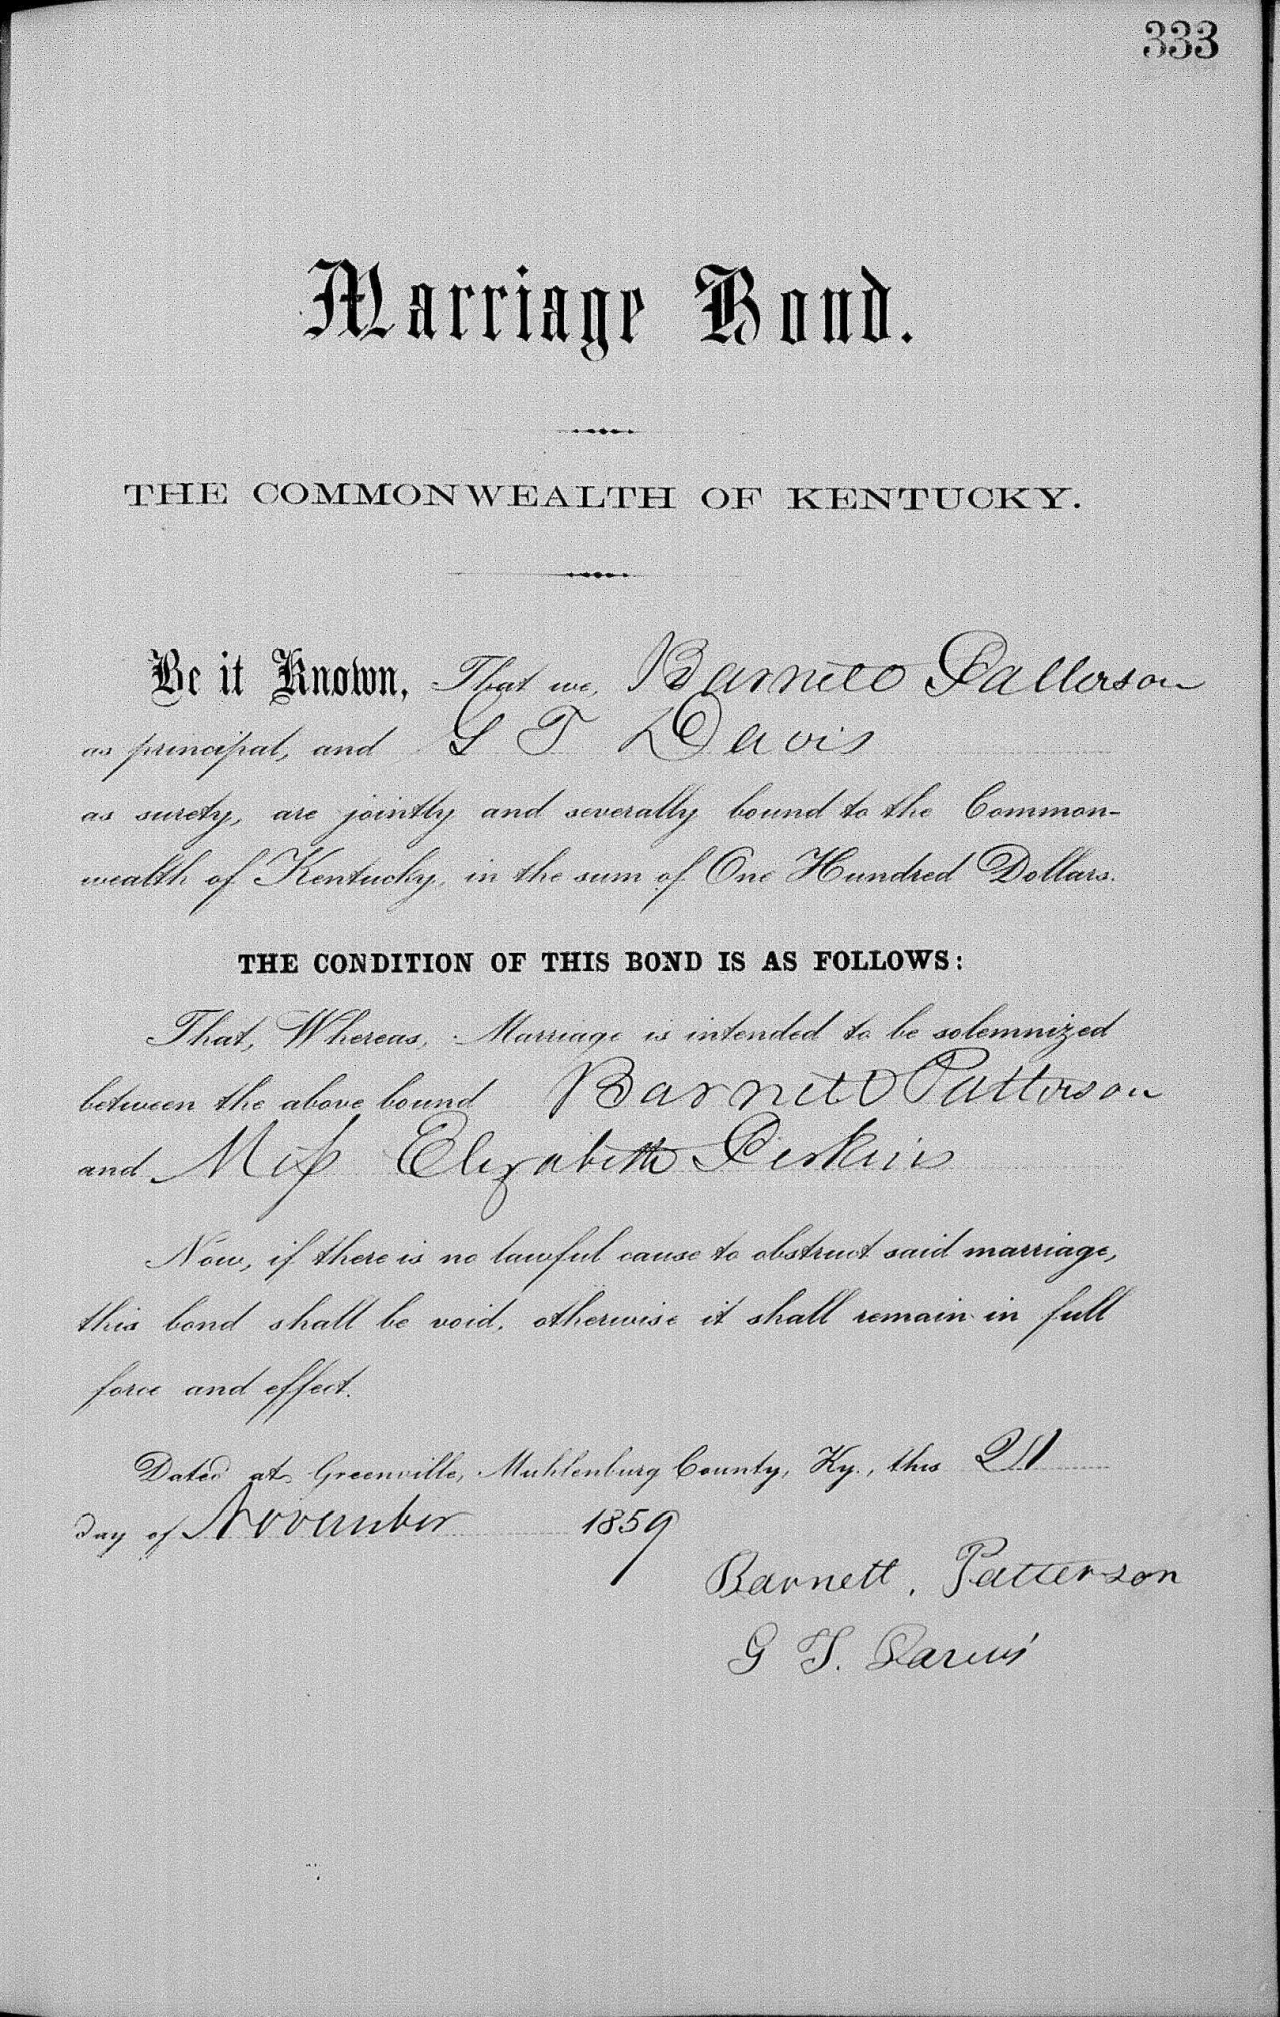 333
Marriage Bond.
THE COMMONWEALTH OF KENTUCKY.
Be it Known, That we, Barnett Patterson
as principal, and G T Davis
as surety, are jointly and severally bound to the Common-
wealth of Kentucky, in the sum of One Hundred Dollars.
THE CONDITION OF THIS BOND IS AS FOLLOWS:
That, Whereas, Marriage is intended to be solemnized
between the above bound Barnett Patterson
and Miss Elizabeth Perkins
Now, if there is no lawful cause to obstruct said marriage,
this bond shall be void, otherwise it shall remain in full
force and effect.
Dated at Greenville, Muhlenburg County, Ky., this
day of November 1859
Barnett. Patterson
G T. Davis